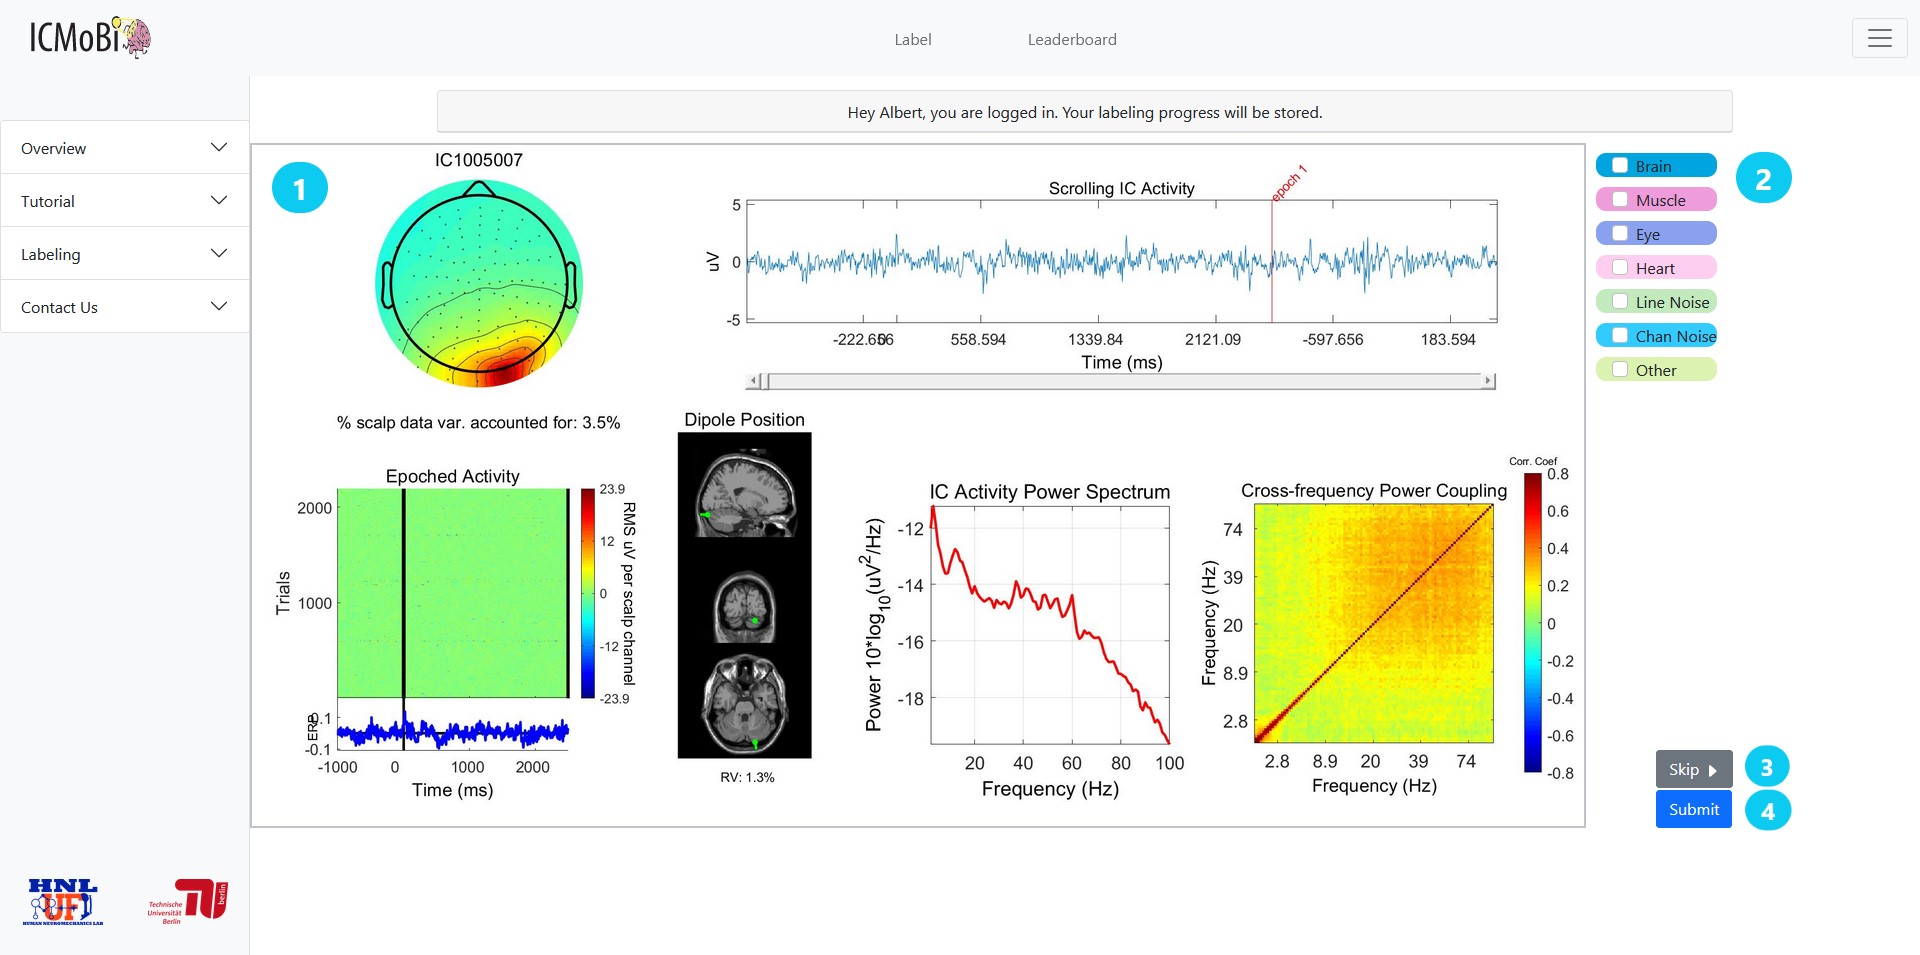 ICMoBi
Label
Leaderboard
Hey Albert, you are logged in. Your labeling progress will be stored.
Overview
Tutorial
Labeling
Contact Us
1
IC1005007
% scalp data var. accounted for: 3.5%
Scrolling IC Activity
epoch 1
uV
5
0
-5
-222.656
0
558.594
1339.84
2121.09
-597.656
183.594
Time (ms)
Brain
Muscle
Eye
Heart
Line Noise
Chan Noise
Other
2
Epoched Activity
Trials
2000
1000
23.9
12
0
-12
-23.9
RMS uV per scalp channel
ERP
0.1
-0.1
-1000
0
1000
2000
Time (ms)
Dipole Position
RV: 1.3%
IC Activity Power Spectrum
Power 10*log10(uV2/Hz)
-12
-14
-16
-18
20
40
60
80
100
Frequency (Hz)
Cross-frequency Power Coupling
Frequency (Hz)
74
39
20
8.9
2.8
2.8
8.9
20
39
74
Frequency (Hz)
Corr. Coef
0.8
0.6
0.4
0.2
0
-0.2
-0.4
-0.6
-0.8
Skip
3
Submit
4
HNL
UF
HUMAN NEUROMECHANICS LAB
Technische
Universität
Berlin
berlin